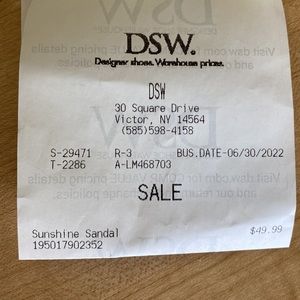 DSW.
Designer shoes. Warehouse prices.
DSW
30 Square Drive
Victor, NY 14564
(585)598-4158
S-29471 R-3 BUS.DATE-06/30/2022
T-2286 A-LM468703
SALE
Sunshine Sandal $49.99
195017902352